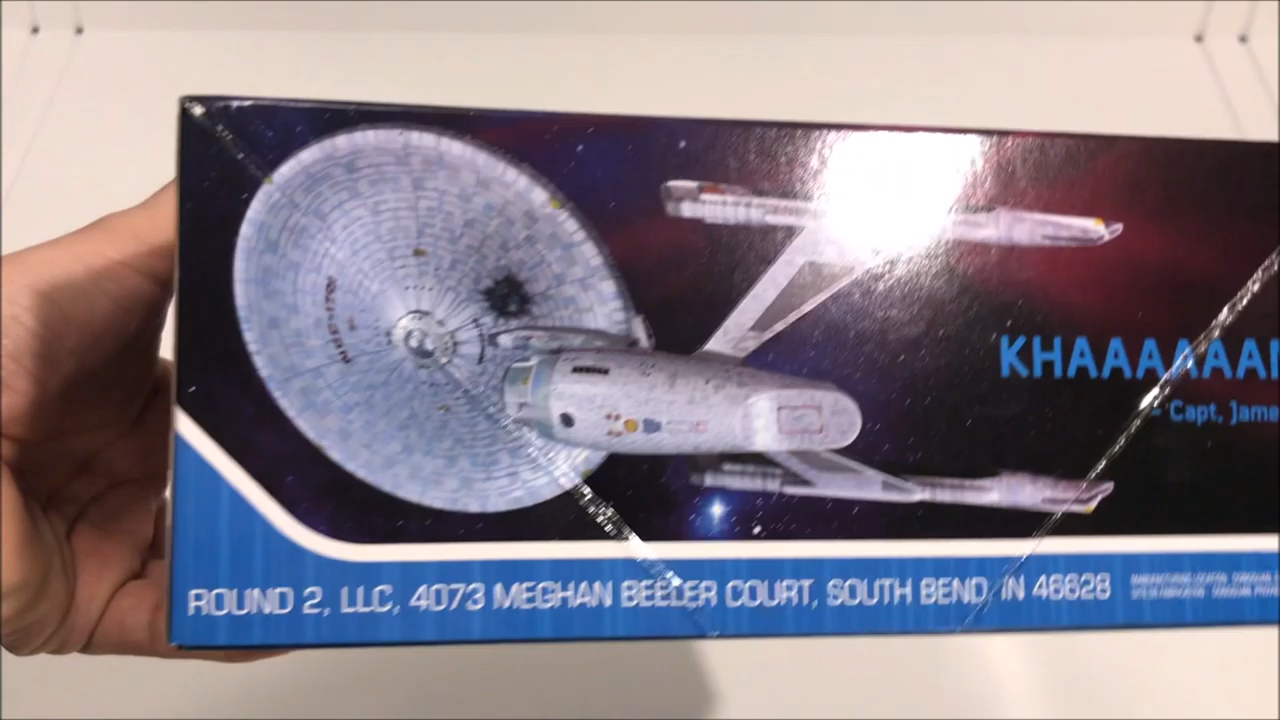 KHAAAAAA
- Capt, Jame
ROUND 2, LLC, 4073 MEGHAN BEELER COURT, SOUTH BEND IN 46628